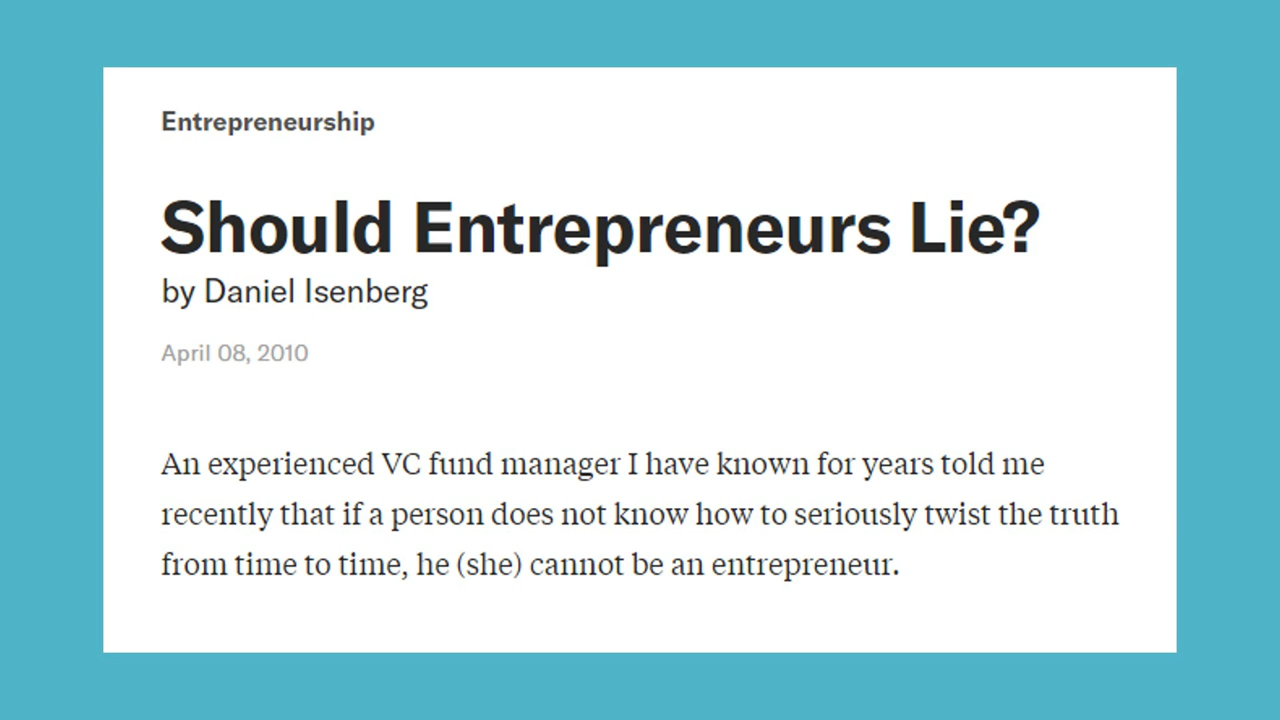 Entrepreneurship
Should Entrepreneurs Lie?
by Daniel Isenberg
April 08, 2010
An experienced VC fund manager I have known for years told me
recently that if a person does not know how to seriously twist the truth
from time to time, he (she) cannot be an entrepreneur.